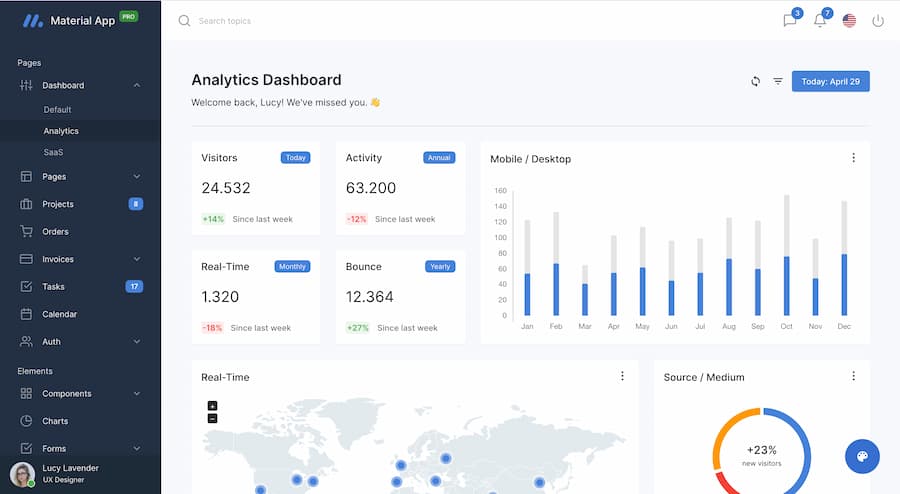 Material App PRO
Search topics
3
7
Pages
Dashboard
Default
Analytics
SaaS
Pages
Projects 8
Orders
Invoices
Tasks 17
Calendar
Auth
Elements
Components
Charts
Forms
Lucy Lavender
UX Designer
Analytics Dashboard
Welcome back, Lucy! We've missed you. 👋
Today: April 29
Visitors Today
24.532
+14% Since last week
Activity Annual
63.200
-12% Since last week
Real-Time Monthly
1.320
-18% Since last week
Bounce Yearly
12.364
+27% Since last week
Mobile / Desktop
160
140
120
100
80
60
40
20
0
Jan Feb Mar Apr May Jun Jul Aug Sep Oct Nov Dec
Real-Time
+
−
Source / Medium
+23%
new visitors